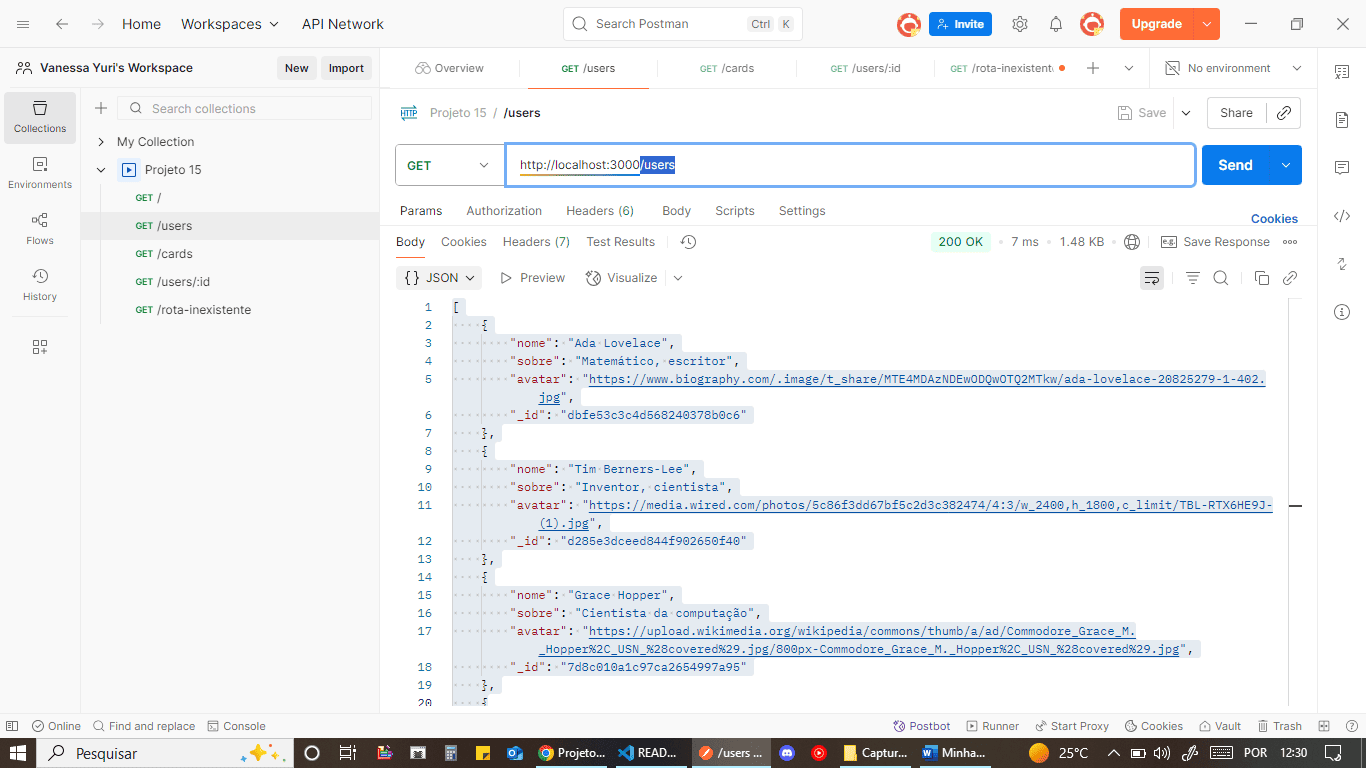 Home Workspaces API Network Search Postman Ctrl K Invite Upgrade
Vanessa Yuri's Workspace New Import Overview GET /users GET /cards GET /users/:id GET /rota-inexistent No environment
Collections
Environments
Flows
History
Search collections
My Collection
Projeto 15
GET /
GET /users
GET /cards
GET /users/:id
GET /rota-inexistente
HTTP Projeto 15 / /users Save Share
GET http://localhost:3000/users Send
Params Authorization Headers (6) Body Scripts Settings Cookies
Body Cookies Headers (7) Test Results 200 OK • 7 ms • 1.48 KB • e.g. Save Response
{} JSON Preview Visualize
1 [
2 {
3 "nome": "Ada Lovelace",
4 "sobre": "Matemático, escritor",
5 "avatar": "https://www.biography.com/.image/t_share/MTE4MDAzNDEwODQwOTQ2MTkw/ada-lovelace-20825279-1-402.
jpg",
6 "_id": "dbfe53c3c4d568240378b0c6"
7 },
8 {
9 "nome": "Tim Berners-Lee",
10 "sobre": "Inventor, cientista",
11 "avatar": "https://media.wired.com/photos/5c86f3dd67bf5c2d3c382474/4:3/w_2400,h_1800,c_limit/TBL-RTX6HE9J-
(1).jpg",
12 "_id": "d285e3dceed844f902650f40"
13 },
14 {
15 "nome": "Grace Hopper",
16 "sobre": "Cientista da computação",
17 "avatar": "https://upload.wikimedia.org/wikipedia/commons/thumb/a/ad/Commodore_Grace_M.
_Hopper%2C_USN_%28covered%29.jpg/800px-Commodore_Grace_M._Hopper%2C_USN_%28covered%29.jpg",
18 "_id": "7d8c010a1c97ca2654997a95"
19 },
20 {
Online Find and replace Console Postbot Runner Start Proxy Cookies Vault Trash
Pesquisar Projeto... READ... /users ... Captur... Minha... 25°C POR 12:30